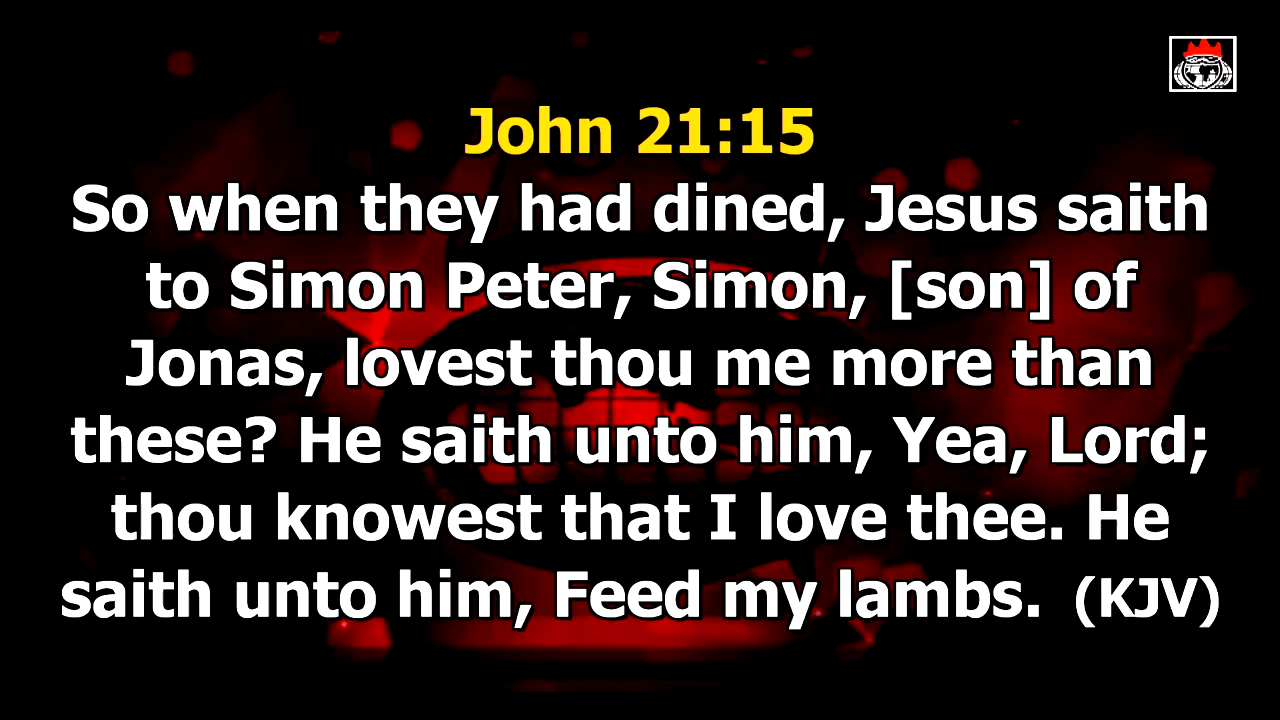 John 21:15
So when they had dined, Jesus saith
to Simon Peter, Simon, [son] of
Jonas, lovest thou me more than
these? He saith unto him, Yea, Lord;
thou knowest that I love thee. He
saith unto him, Feed my lambs. (KJV)